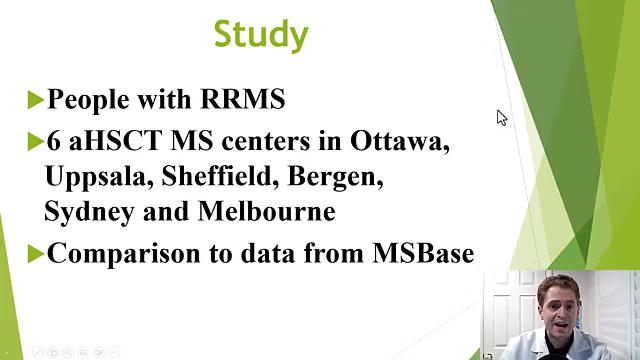 Study
People with RRMS
6 aHSCT MS centers in Ottawa,
Uppsala, Sheffield, Bergen,
Sydney and Melbourne
Comparison to data from MSBase